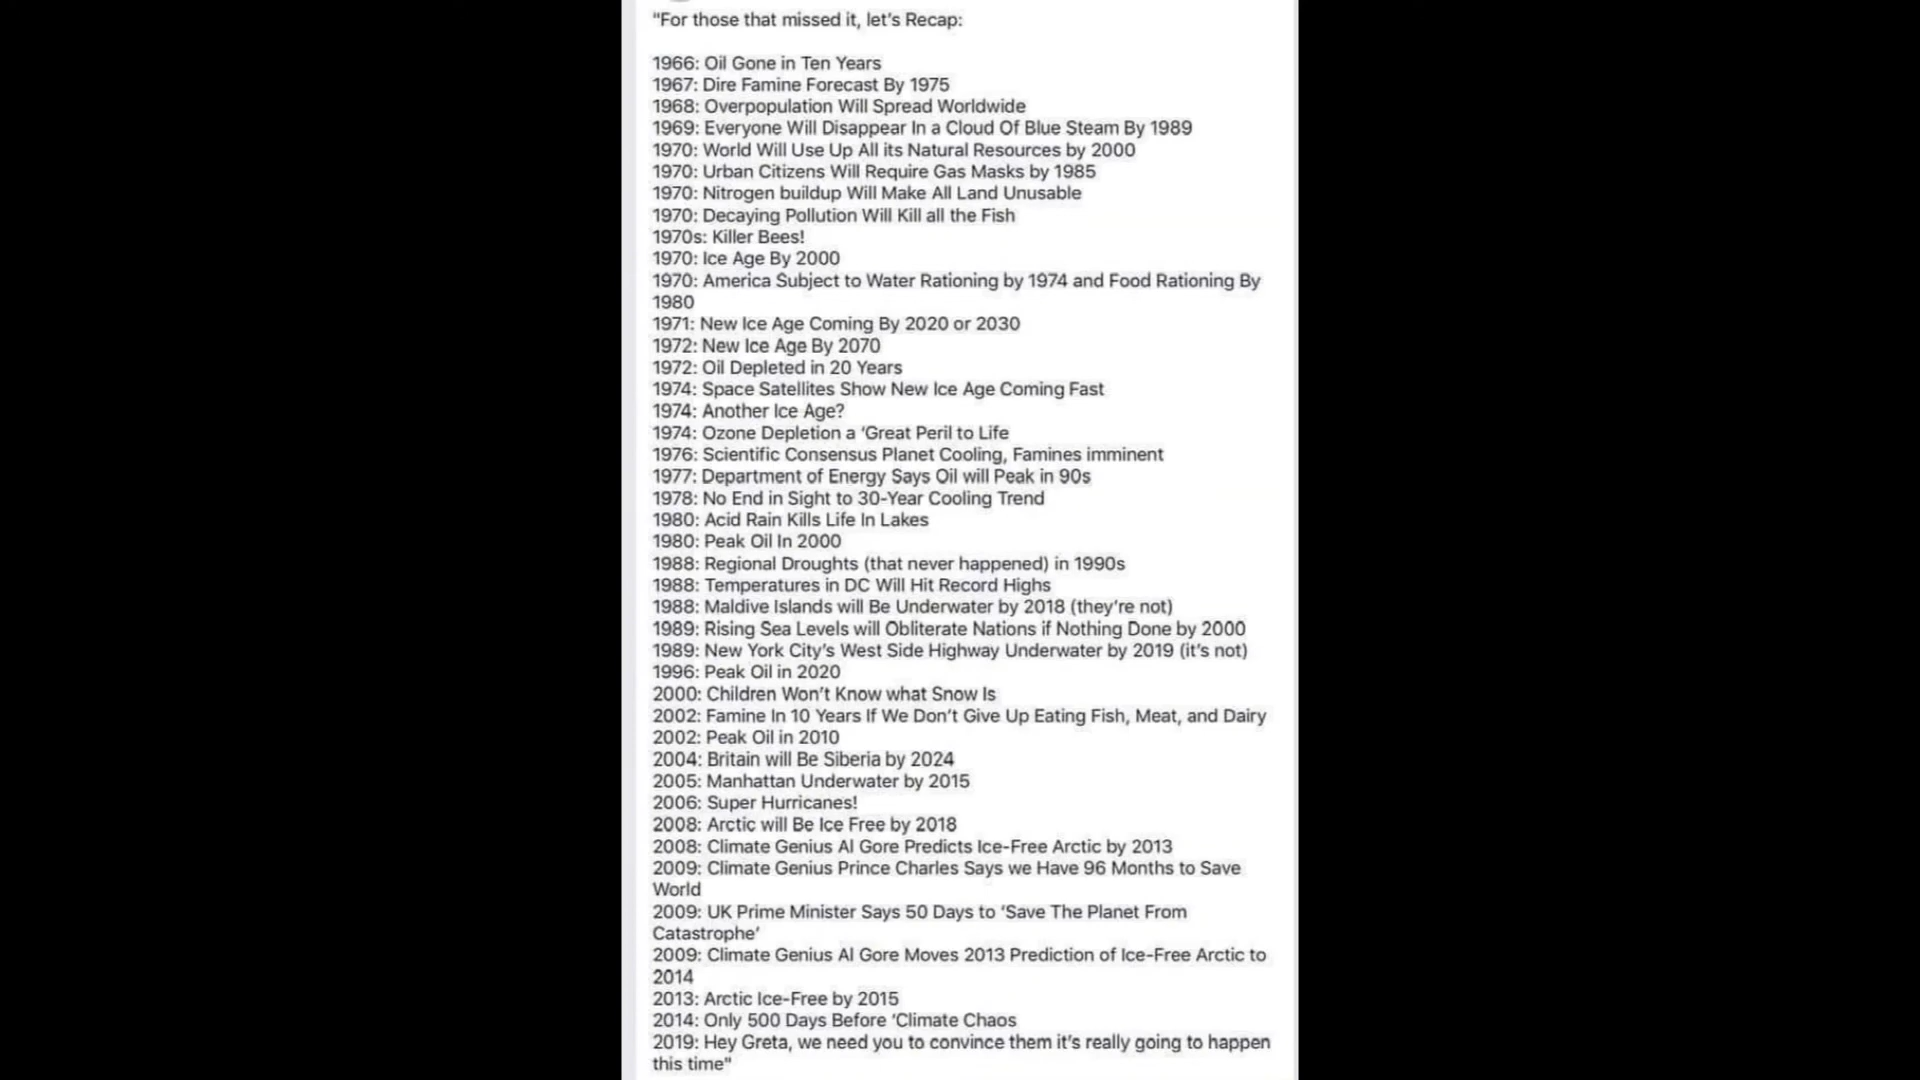 "For those that missed it, let's Recap:
1966: Oil Gone in Ten Years
1967: Dire Famine Forecast By 1975
1968: Overpopulation Will Spread Worldwide
1969: Everyone Will Disappear In a Cloud Of Blue Steam By 1989
1970: World Will Use Up All its Natural Resources by 2000
1970: Urban Citizens Will Require Gas Masks by 1985
1970: Nitrogen buildup Will Make All Land Unusable
1970: Decaying Pollution Will Kill all the Fish
1970s: Killer Bees!
1970: Ice Age By 2000
1970: America Subject to Water Rationing by 1974 and Food Rationing By
1980
1971: New Ice Age Coming By 2020 or 2030
1972: New Ice Age By 2070
1972: Oil Depleted in 20 Years
1974: Space Satellites Show New Ice Age Coming Fast
1974: Another Ice Age?
1974: Ozone Depletion a 'Great Peril to Life
1976: Scientific Consensus Planet Cooling, Famines imminent
1977: Department of Energy Says Oil will Peak in 90s
1978: No End in Sight to 30-Year Cooling Trend
1980: Acid Rain Kills Life In Lakes
1980: Peak Oil In 2000
1988: Regional Droughts (that never happened) in 1990s
1988: Temperatures in DC Will Hit Record Highs
1988: Maldive Islands will Be Underwater by 2018 (they're not)
1989: Rising Sea Levels will Obliterate Nations if Nothing Done by 2000
1989: New York City's West Side Highway Underwater by 2019 (it's not)
1996: Peak Oil in 2020
2000: Children Won't Know what Snow Is
2002: Famine In 10 Years If We Don't Give Up Eating Fish, Meat, and Dairy
2002: Peak Oil in 2010
2004: Britain will Be Siberia by 2024
2005: Manhattan Underwater by 2015
2006: Super Hurricanes!
2008: Arctic will Be Ice Free by 2018
2008: Climate Genius Al Gore Predicts Ice-Free Arctic by 2013
2009: Climate Genius Prince Charles Says we Have 96 Months to Save
World
2009: UK Prime Minister Says 50 Days to 'Save The Planet From
Catastrophe'
2009: Climate Genius Al Gore Moves 2013 Prediction of Ice-Free Arctic to
2014
2013: Arctic Ice-Free by 2015
2014: Only 500 Days Before 'Climate Chaos
2019: Hey Greta, we need you to convince them it's really going to happen
this time"